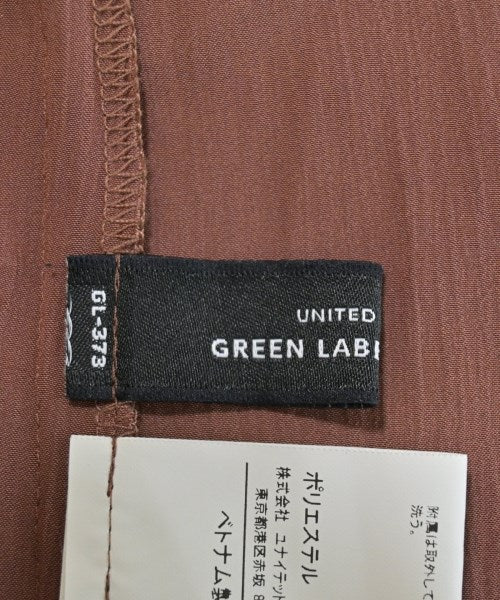 UNITED
GREEN LAB
GL-373
附属は取外して
洗う。
ポリエステル
株式会社 ユナイテット
東京都港区赤坂 8
ベトナム製